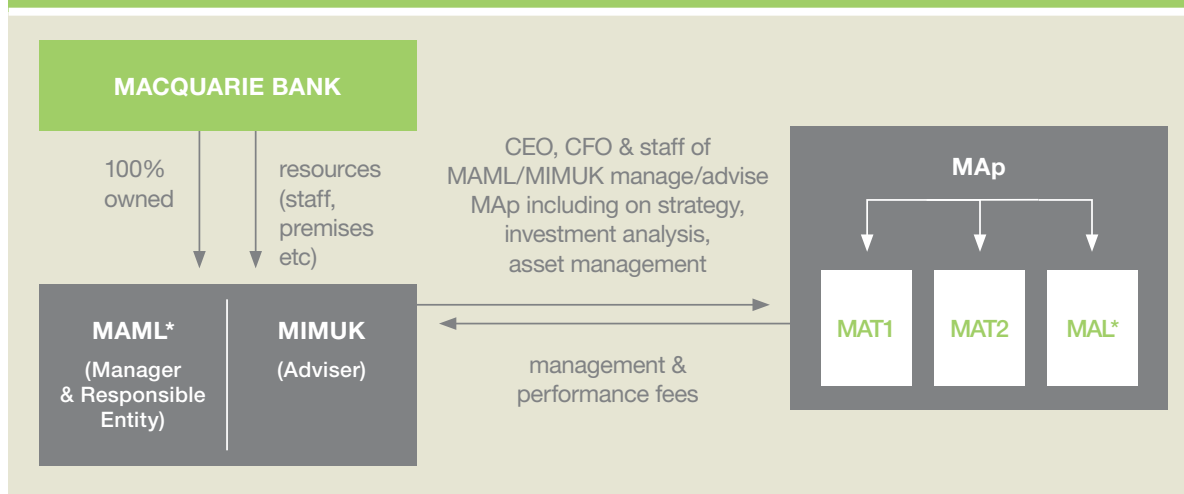 MACQUARIE BANK
100%
owned
resources
(staff,
premises
etc)
MAML*
(Manager
& Responsible
Entity)
MIMUK
(Adviser)
CEO, CFO & staff of
MAML/MIMUK manage/advise
MAp including on strategy,
investment analysis,
asset management
management &
performance fees
MAp
MAT1
MAT2
MAL*